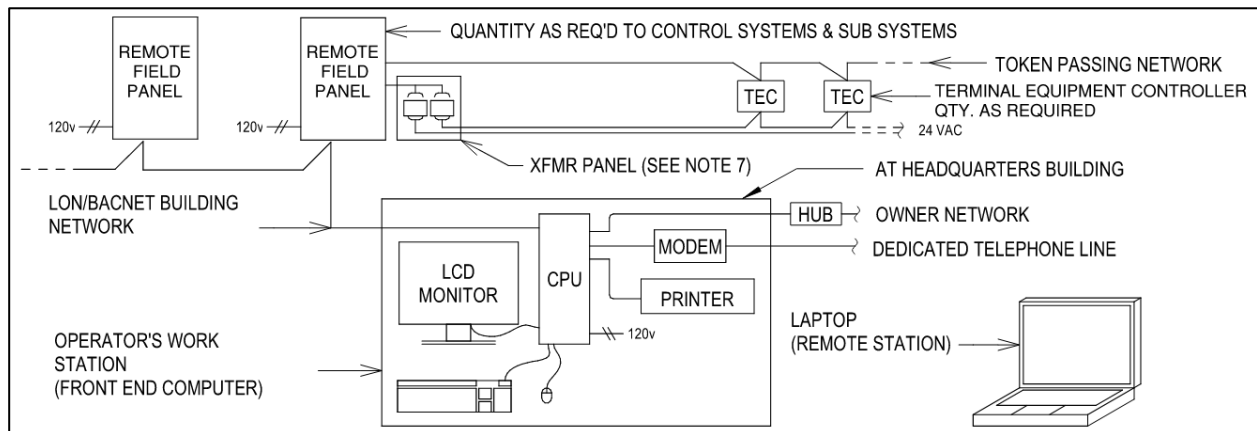 REMOTE
FIELD
PANEL
REMOTE
FIELD
PANEL
QUANTITY AS REQ'D TO CONTROL SYSTEMS & SUB SYSTEMS
TOKEN PASSING NETWORK
TEC
TEC
TERMINAL EQUIPMENT CONTROLLER
QTY. AS REQUIRED
120v
120v
24 VAC
XFMR PANEL (SEE NOTE 7)
AT HEADQUARTERS BUILDING
LON/BACNET BUILDING
NETWORK
HUB
OWNER NETWORK
MODEM
DEDICATED TELEPHONE LINE
LCD
MONITOR
CPU
PRINTER
120v
OPERATOR'S WORK
STATION
(FRONT END COMPUTER)
LAPTOP
(REMOTE STATION)